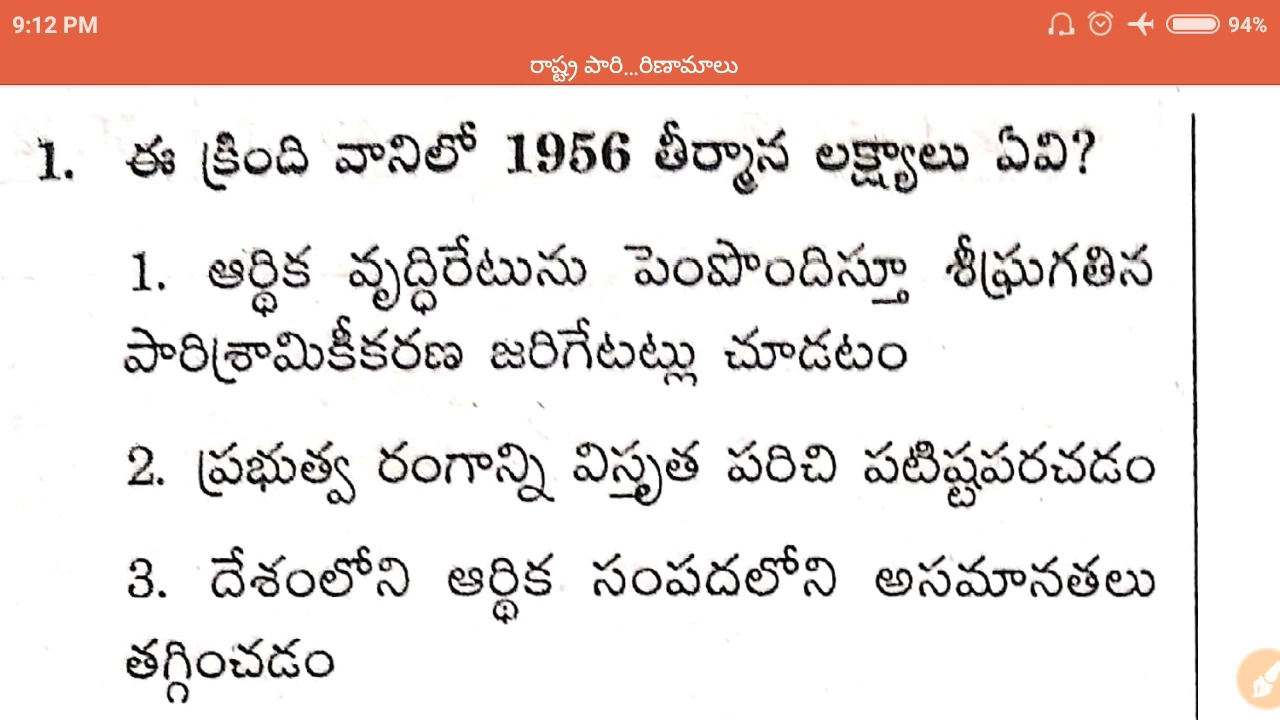 9:12 PM
94%
రాష్ట్ర పారి...రిణామాలు
1. ఈ క్రింది వానిలో 1956 తీర్మాన లక్ష్యాలు ఏవి?
1. ఆర్థిక వృద్ధిరేటును పెంపొందిస్తూ శీఘ్రగతిన
పారిశ్రామికీకరణ జరిగేటట్లు చూడటం
2. ప్రభుత్వ రంగాన్ని విస్తృత పరిచి పటిష్టపరచడం
3. దేశంలోని ఆర్థిక సంపదలోని అసమానతలు
తగ్గించడం